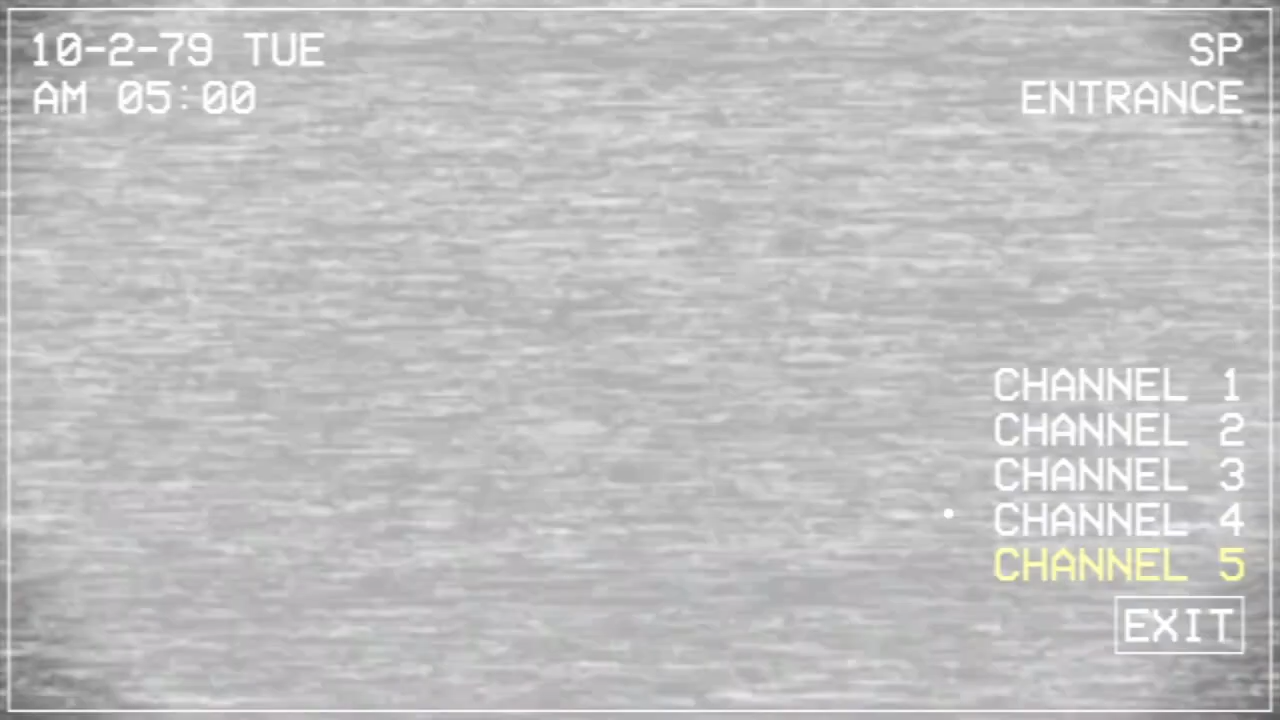 10-2-79 TUE
AM 05:00
SP
ENTRANCE
CHANNEL 1
CHANNEL 2
CHANNEL 3
CHANNEL 4
CHANNEL 5
EXIT